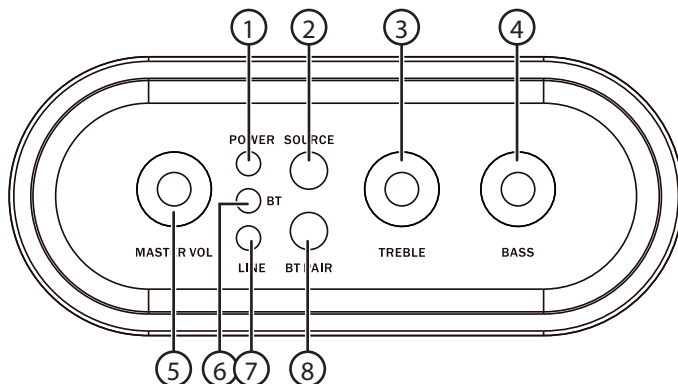 1 2 3 4
POWER SOURCE
BT
MASTER VOL LINE BT PAIR TREBLE BASS
5 6 7 8